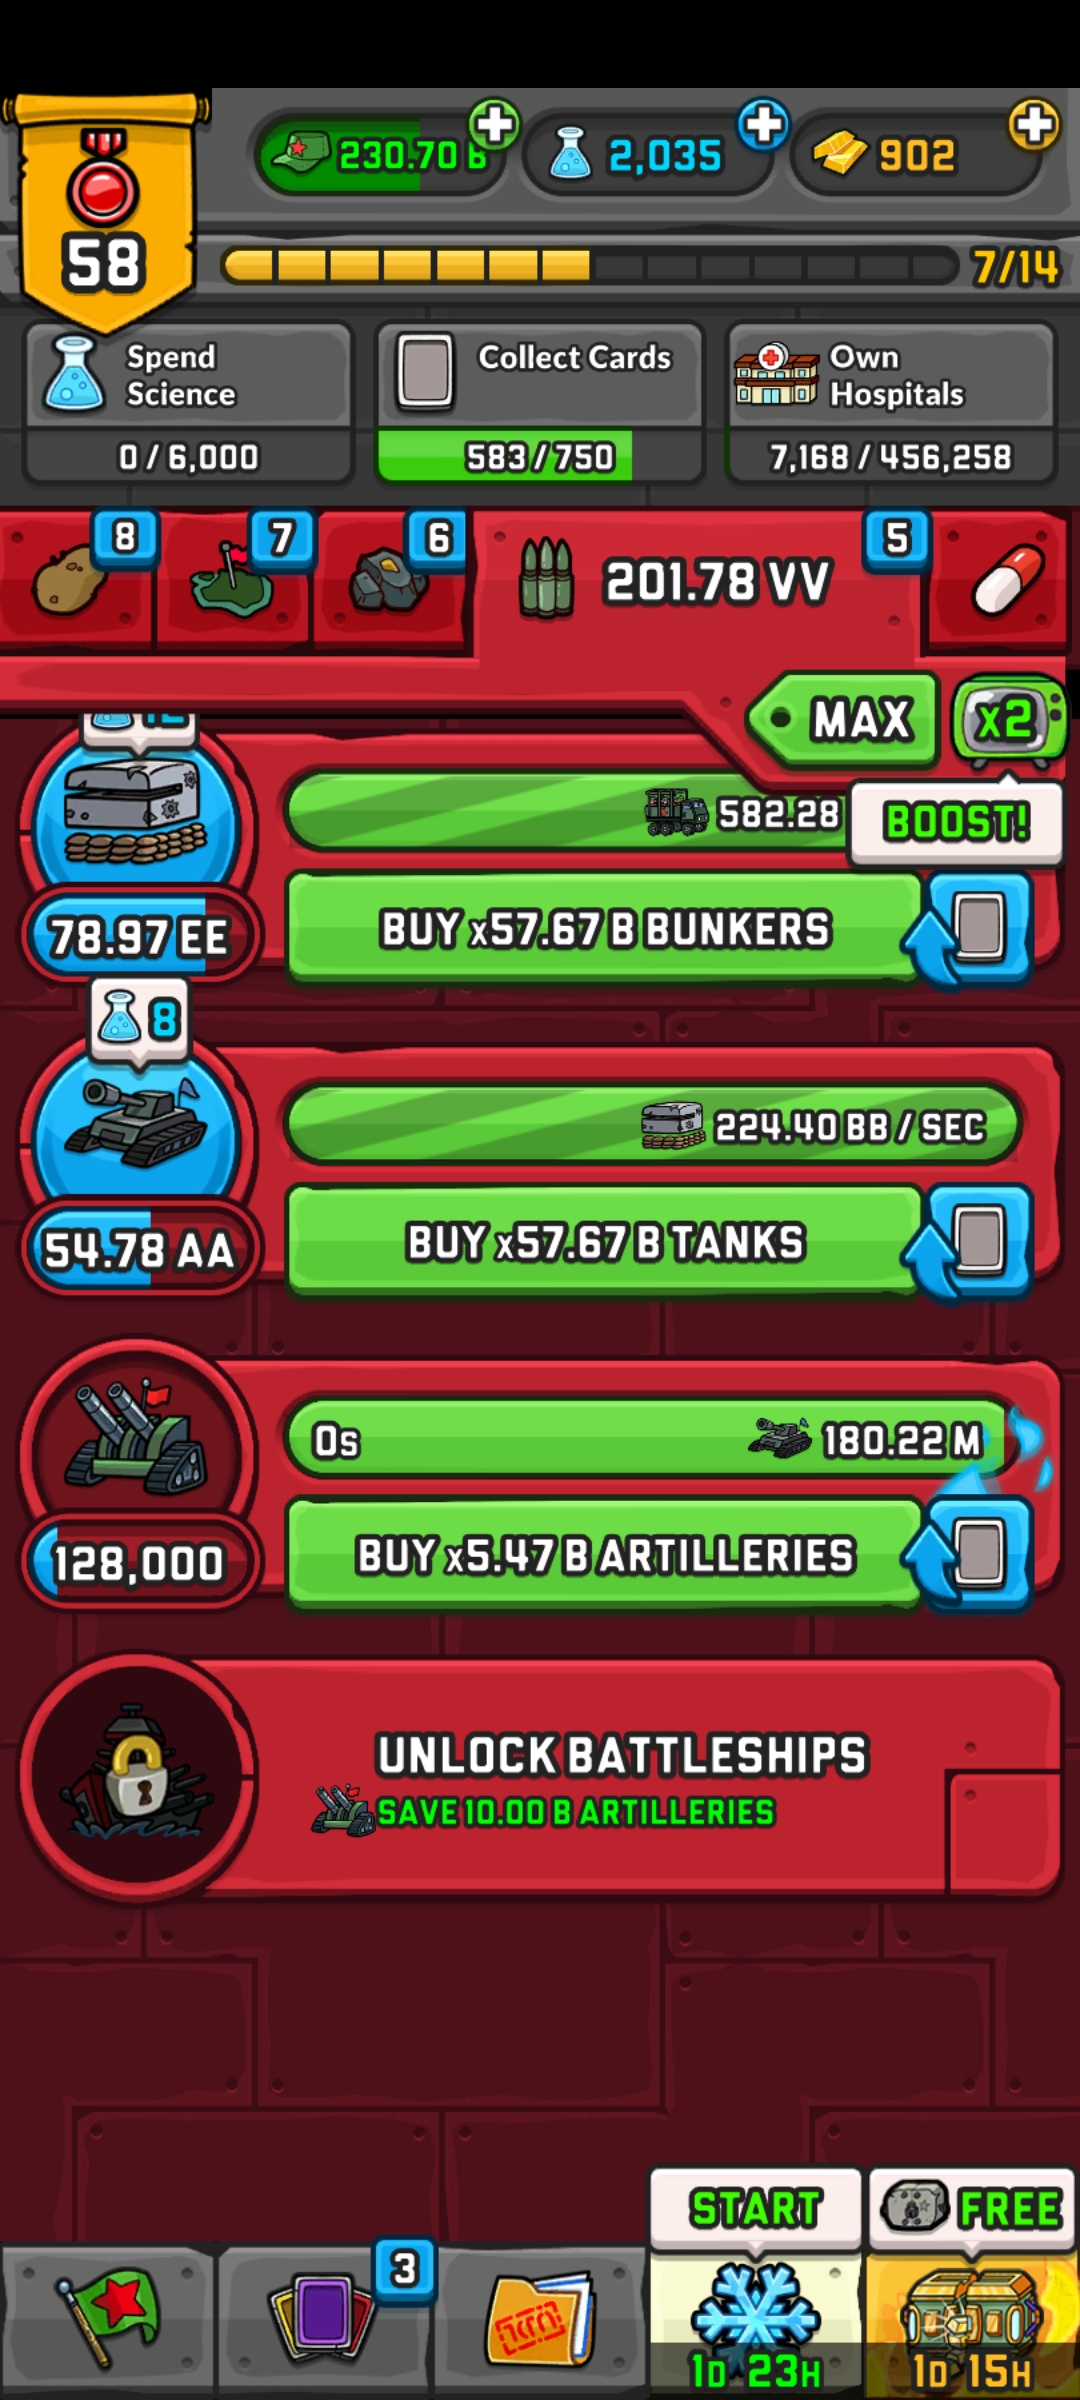 230.70 B
2,035
902
58
7/14
Spend
Science
Collect Cards
Own
Hospitals
0 / 6,000
583 / 750
7,168 / 456,258
8
7
6
201.78 VV
5
MAX
x2
BOOST!
12
582.28
78.97 EE
BUY x57.67 B BUNKERS
8
224.40 BB / SEC
54.78 AA
BUY x57.67 B TANKS
0s
180.22 M
128,000
BUY x5.47 B ARTILLERIES
UNLOCK BATTLESHIPS
SAVE 10.00 B ARTILLERIES
START
FREE
3
1D 23H
1D 15H